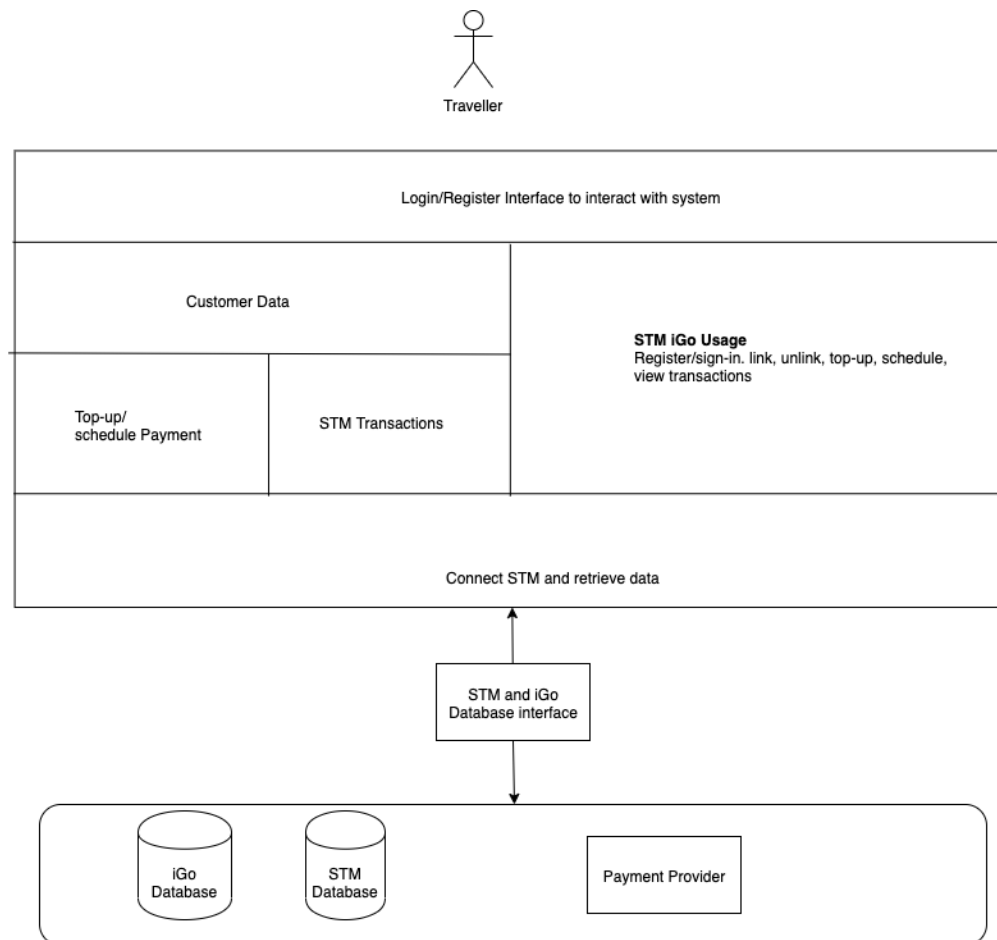 Traveller
Login/Register Interface to interact with system
Customer Data
STM iGo Usage
Register/sign-in. link, unlink, top-up, schedule,
view transactions
Top-up/
schedule Payment
STM Transactions
Connect STM and retrieve data
STM and iGo
Database interface
iGo
Database
STM
Database
Payment Provider